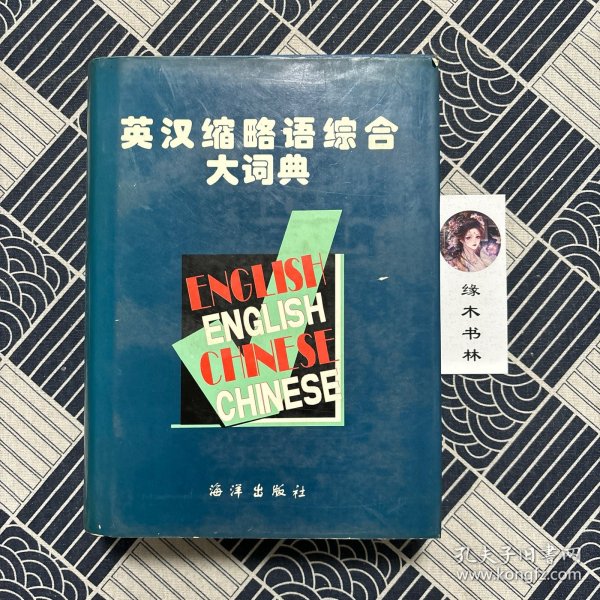 英汉缩略语综合
大词典
ENGLISH
ENGLISH
CHINESE
CHINESE
海洋出版社
缘木书林
孔夫子旧书网
www.kongfz.com